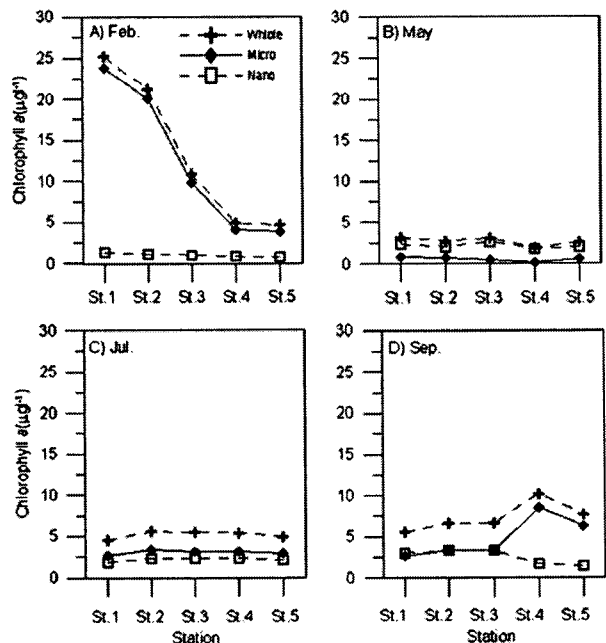 A) Feb.
Whole
Micro
Nano
Chlorophyll a(μgl⁻¹)
30
25
20
15
10
5
0
St.1 St.2 St.3 St.4 St.5
B) May
30
25
20
15
10
5
0
St.1 St.2 St.3 St.4 St.5
C) Jul.
Chlorophyll a(μgl⁻¹)
30
25
20
15
10
5
0
St.1 St.2 St.3 St.4 St.5
Station
D) Sep.
30
25
20
15
10
5
0
St.1 St.2 St.3 St.4 St.5
Station